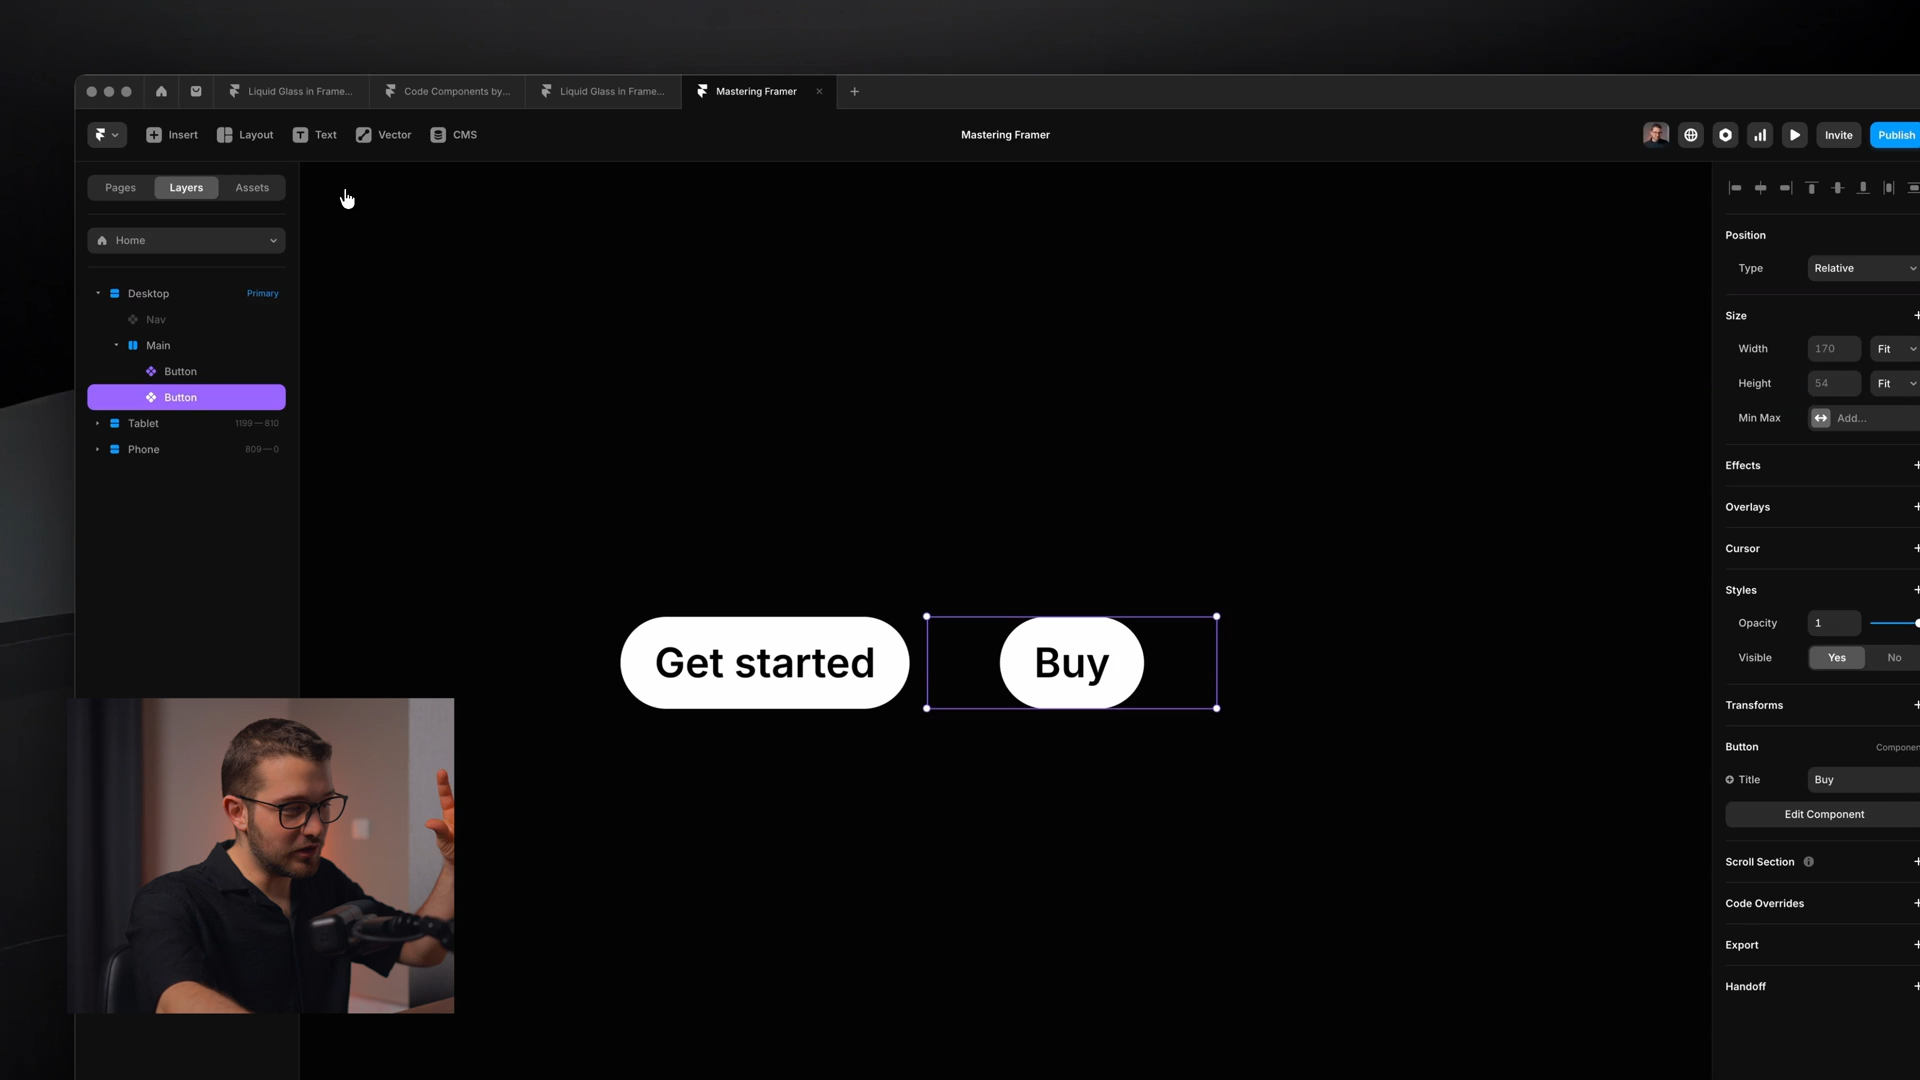 Liquid Glass in Frame...
Code Components by...
Liquid Glass in Frame...
Mastering Framer
Insert
Layout
Text
Vector
CMS
Mastering Framer
Invite
Publish
Pages
Layers
Assets
Home
Desktop
Primary
Nav
Main
Button
Button
Tablet
1199—810
Phone
809—0
Get started
Buy
Position
Type
Relative
Size
Width
170
Fit
Height
54
Fit
Min Max
Add...
Effects
Overlays
Cursor
Styles
Opacity
1
Visible
Yes
No
Transforms
Button
Componen
Title
Buy
Edit Component
Scroll Section
Code Overrides
Export
Handoff